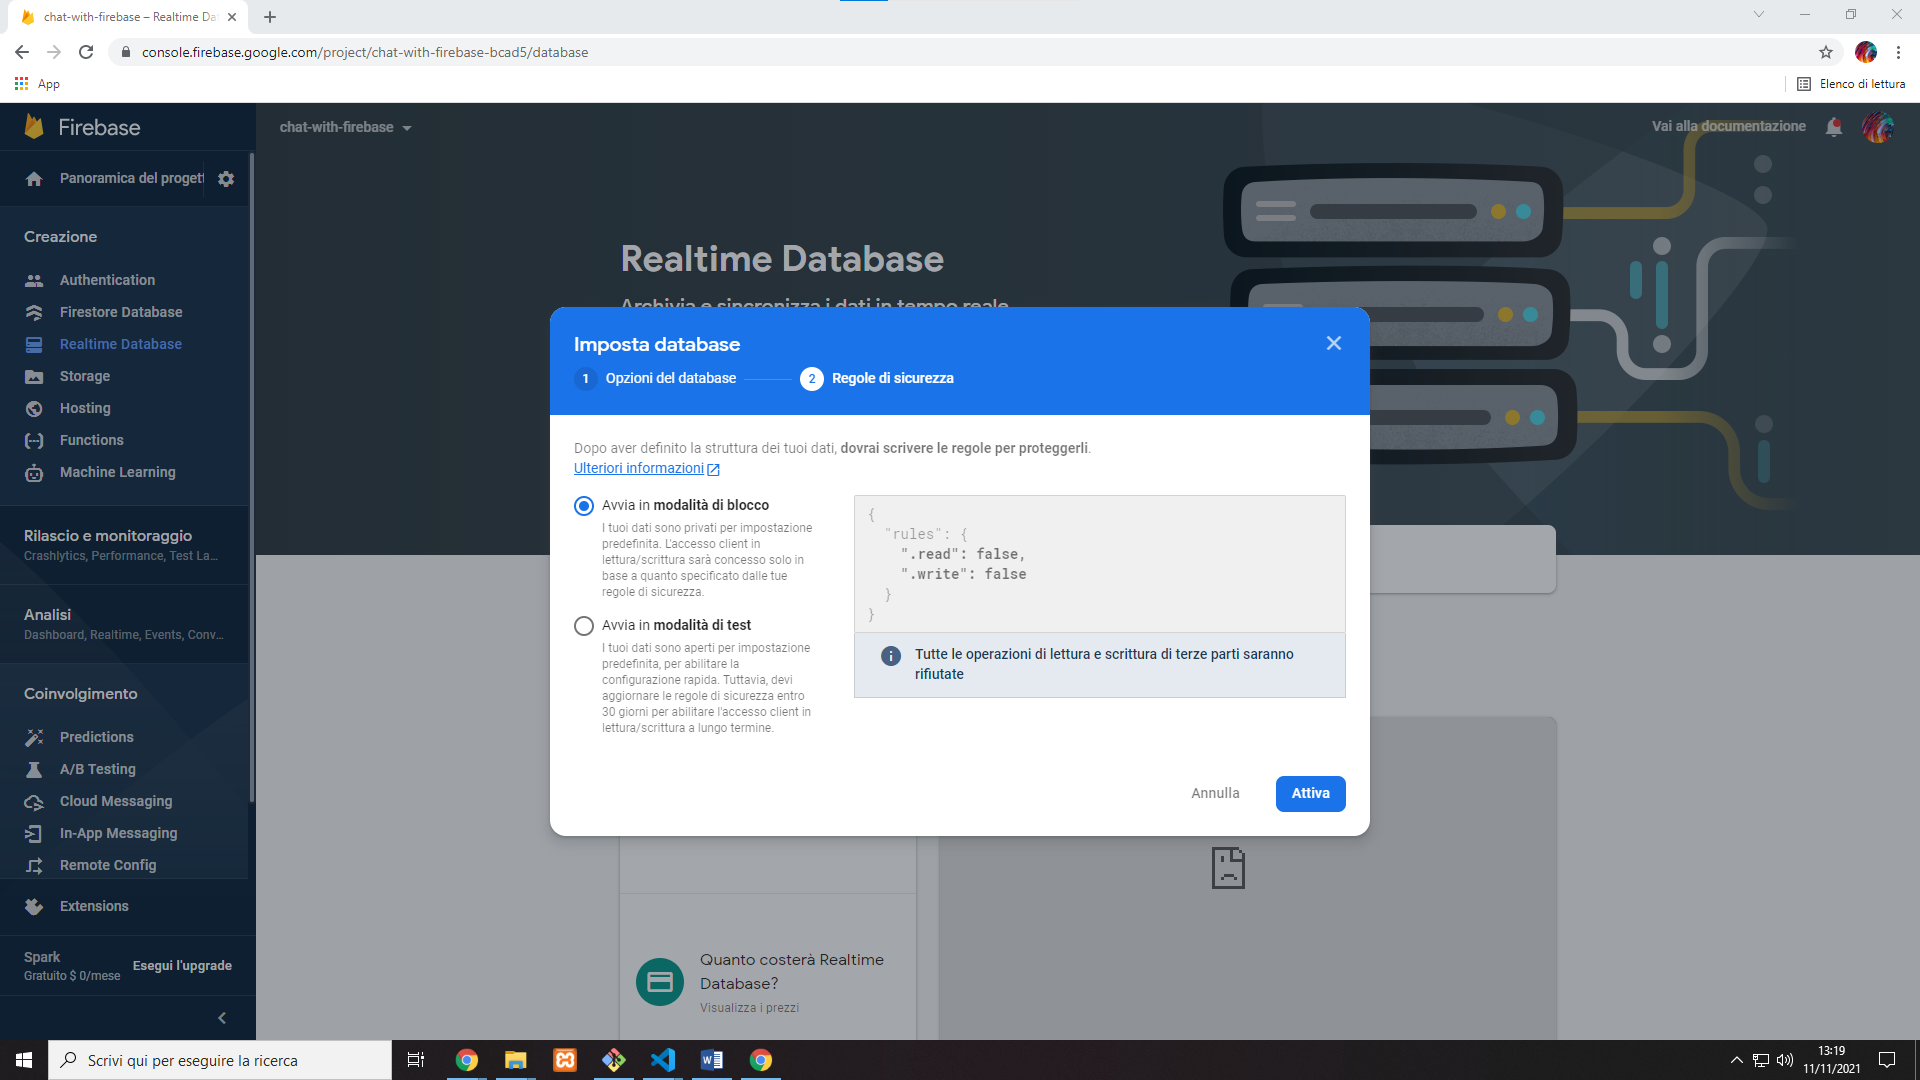 chat-with-firebase – Realtime Da
console.firebase.google.com/project/chat-with-firebase-bcad5/database
App
Elenco di lettura
Firebase
chat-with-firebase
Vai alla documentazione
Panoramica del proget
Creazione
Authentication
Firestore Database
Realtime Database
Storage
Hosting
Functions
Machine Learning
Rilascio e monitoraggio
Crashlytics, Performance, Test La...
Analisi
Dashboard, Realtime, Events, Conv...
Coinvolgimento
Predictions
A/B Testing
Cloud Messaging
In-App Messaging
Remote Config
Extensions
Spark
Gratuito $ 0/mese
Esegui l'upgrade
Realtime Database
Archivia e sincronizza i dati in tempo reale
Imposta database
1 Opzioni del database
2 Regole di sicurezza
Dopo aver definito la struttura dei tuoi dati, dovrai scrivere le regole per proteggerli.
Ulteriori informazioni
Avvia in modalità di blocco
I tuoi dati sono privati per impostazione
predefinita. L'accesso client in
lettura/scrittura sarà concesso solo in
base a quanto specificato dalle tue
regole di sicurezza.
Avvia in modalità di test
I tuoi dati sono aperti per impostazione
predefinita, per abilitare la
configurazione rapida. Tuttavia, devi
aggiornare le regole di sicurezza entro
30 giorni per abilitare l'accesso client in
lettura/scrittura a lungo termine.
{
"rules": {
".read": false,
".write": false
}
}
Tutte le operazioni di lettura e scrittura di terze parti saranno
rifiutate
Annulla
Attiva
Quanto costerà Realtime
Database?
Visualizza i prezzi
Scrivi qui per eseguire la ricerca
13:19
11/11/2021